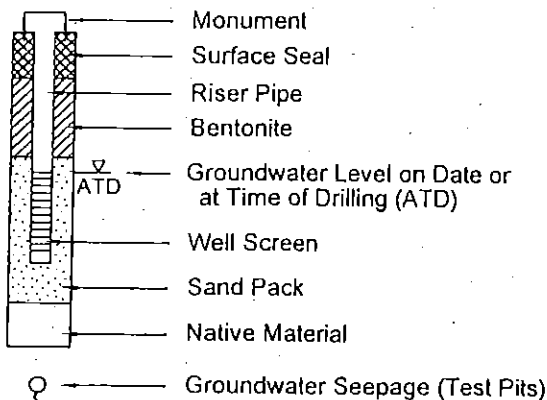 Monument
Surface Seal
Riser Pipe
Bentonite
Groundwater Level on Date or
at Time of Drilling (ATD)
ATD
Well Screen
Sand Pack
Native Material
Groundwater Seepage (Test Pits)